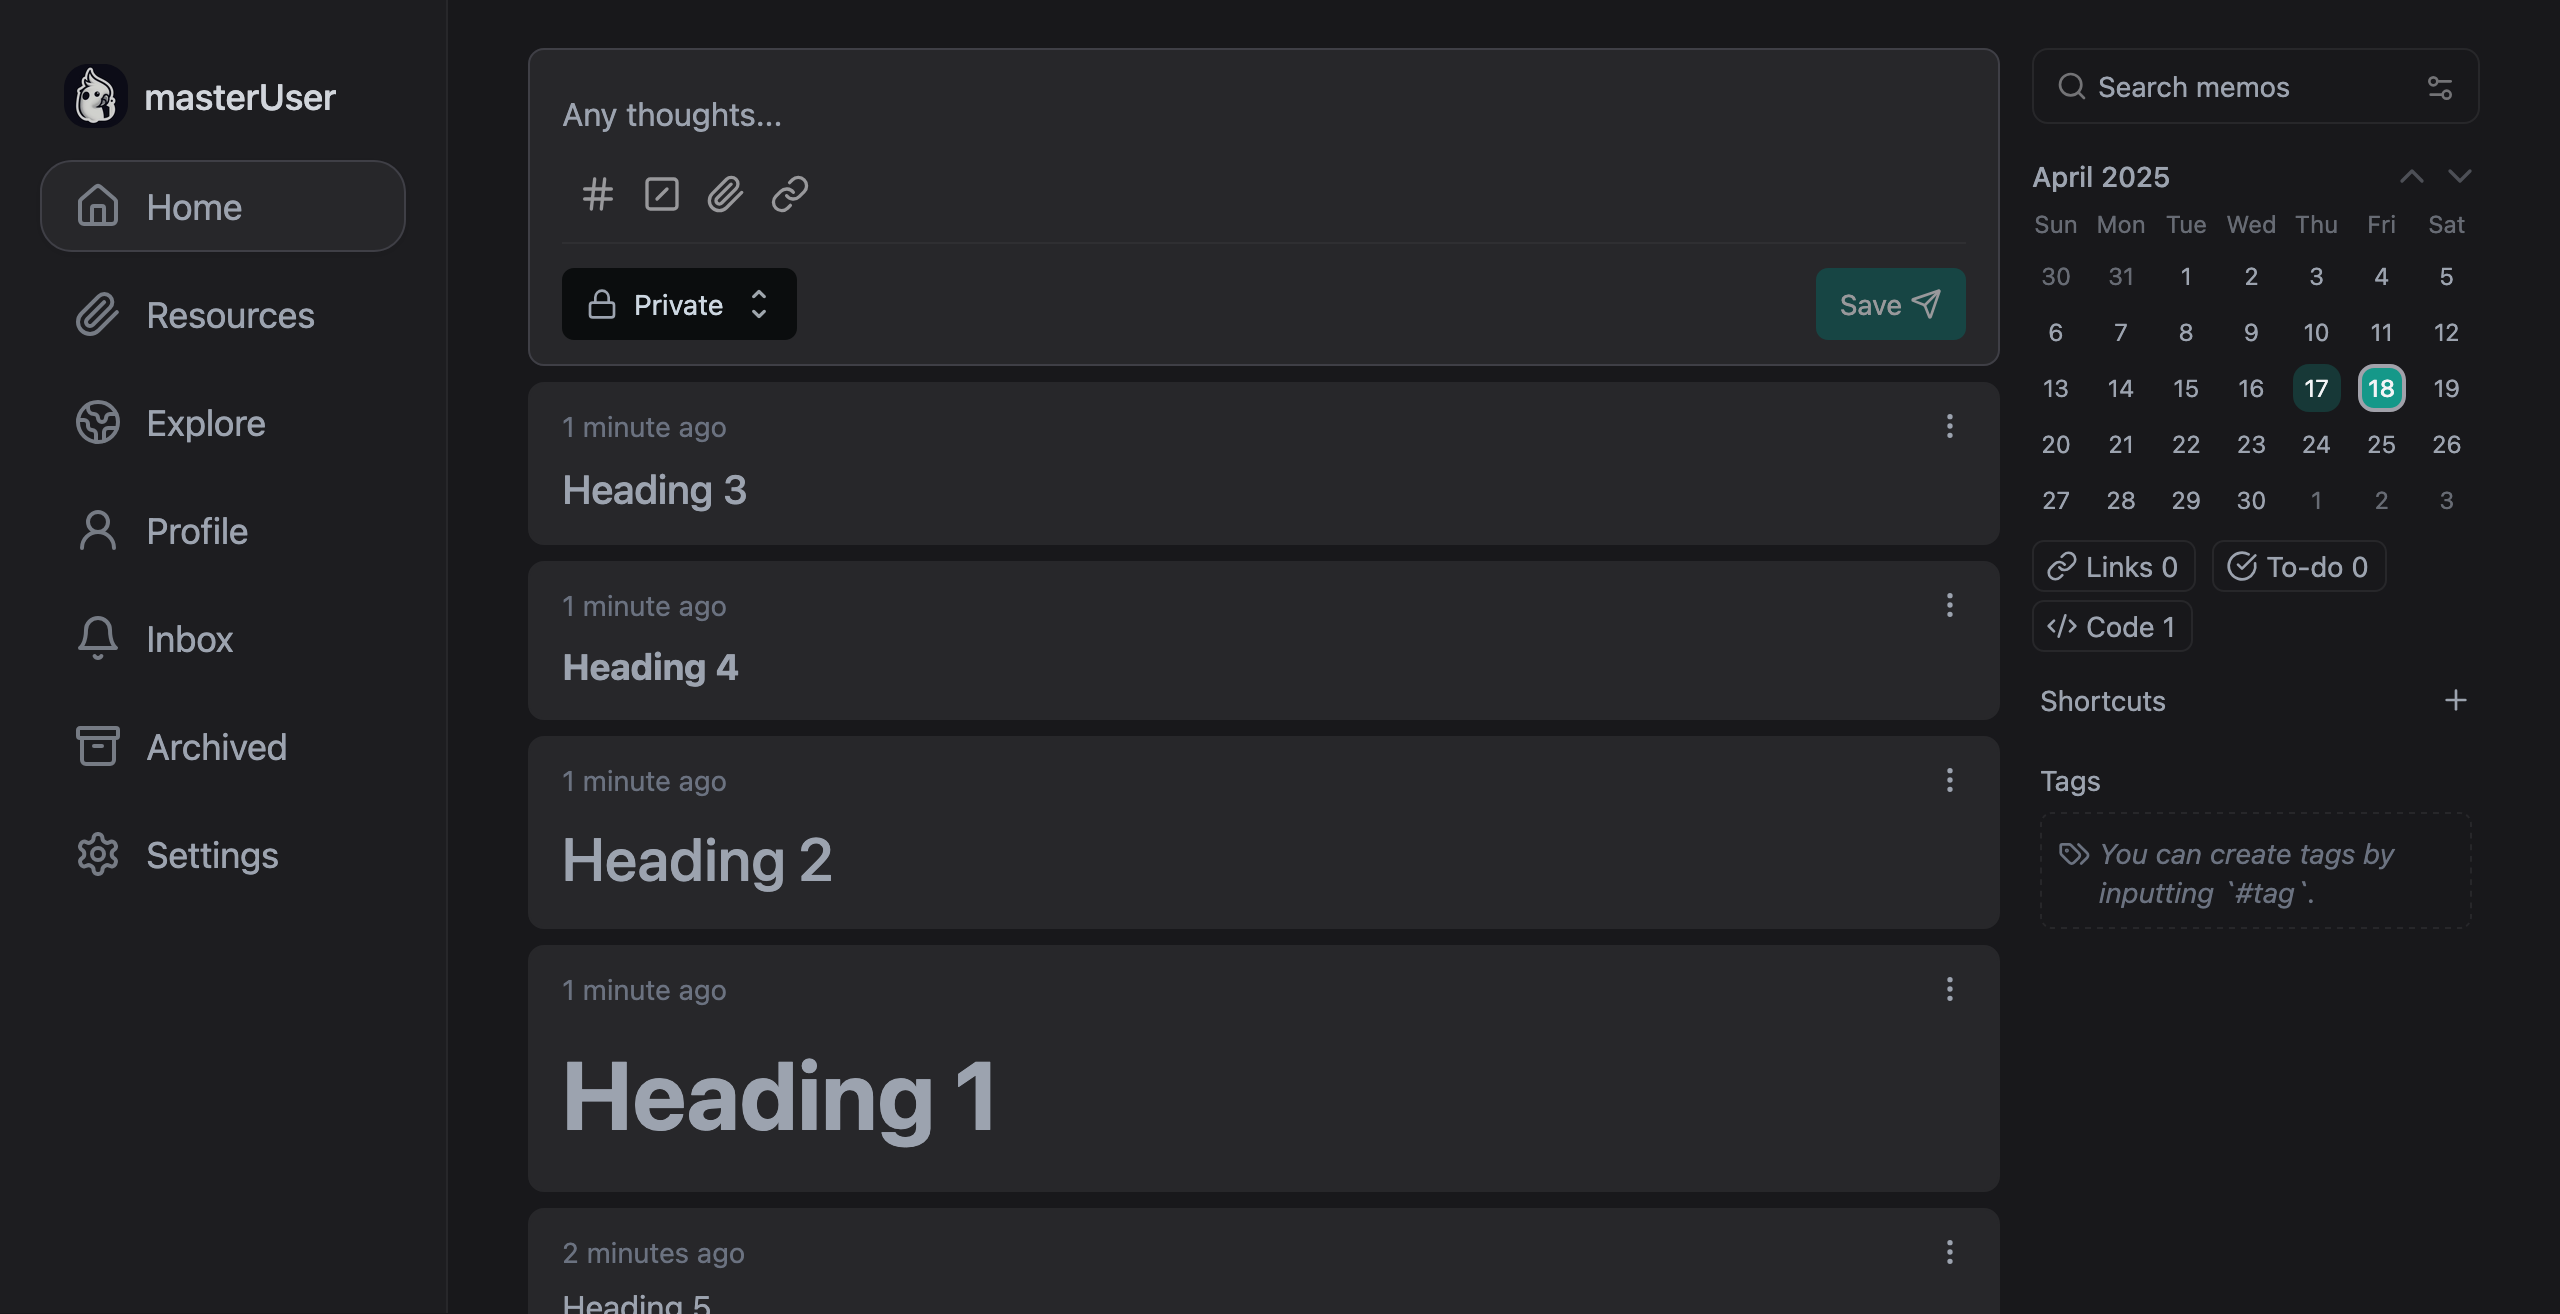 masterUser
Home
Resources
Explore
Profile
Inbox
Archived
Settings
Any thoughts...
Private
Save
1 minute ago
Heading 3
1 minute ago
Heading 4
1 minute ago
Heading 2
1 minute ago
Heading 1
2 minutes ago
Heading 5
Search memos
April 2025
Sun Mon Tue Wed Thu Fri Sat
30 31 1 2 3 4 5
6 7 8 9 10 11 12
13 14 15 16 17 18 19
20 21 22 23 24 25 26
27 28 29 30 1 2 3
Links 0 To-do 0
Code 1
Shortcuts
Tags
You can create tags by
inputting `#tag`.